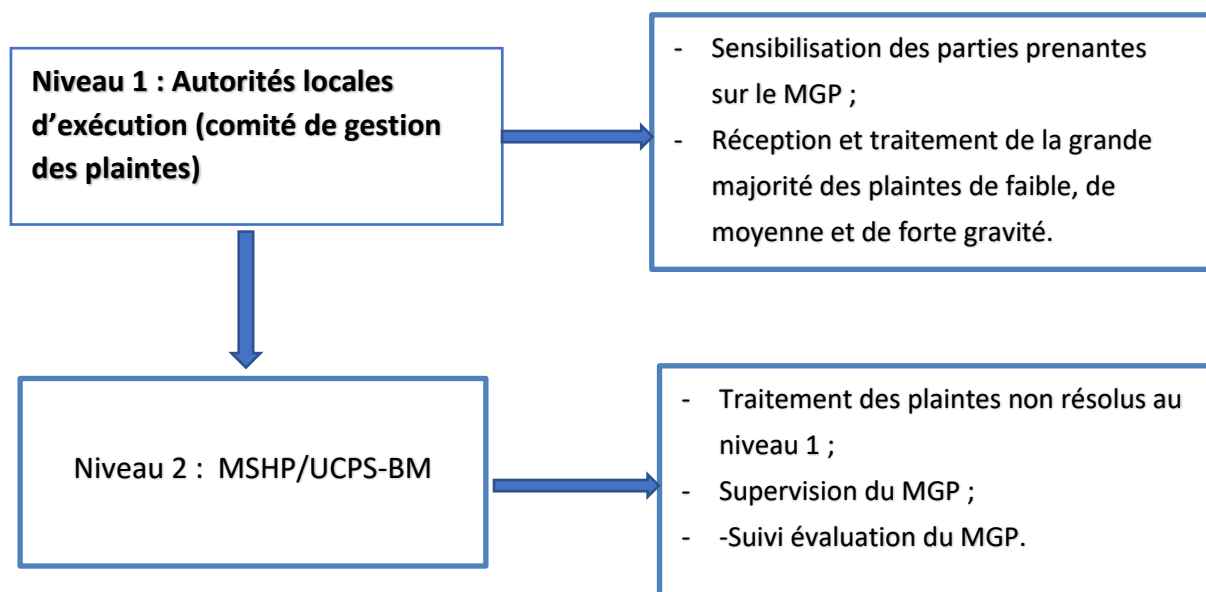 Niveau 1 : Autorités locales
d’exécution (comité de gestion
des plaintes)
- Sensibilisation des parties prenantes
sur le MGP ;
- Réception et traitement de la grande
majorité des plaintes de faible, de
moyenne et de forte gravité.
Niveau 2 : MSHP/UCPS-BM
- Traitement des plaintes non résolus au
niveau 1 ;
- Supervision du MGP ;
- -Suivi évaluation du MGP.